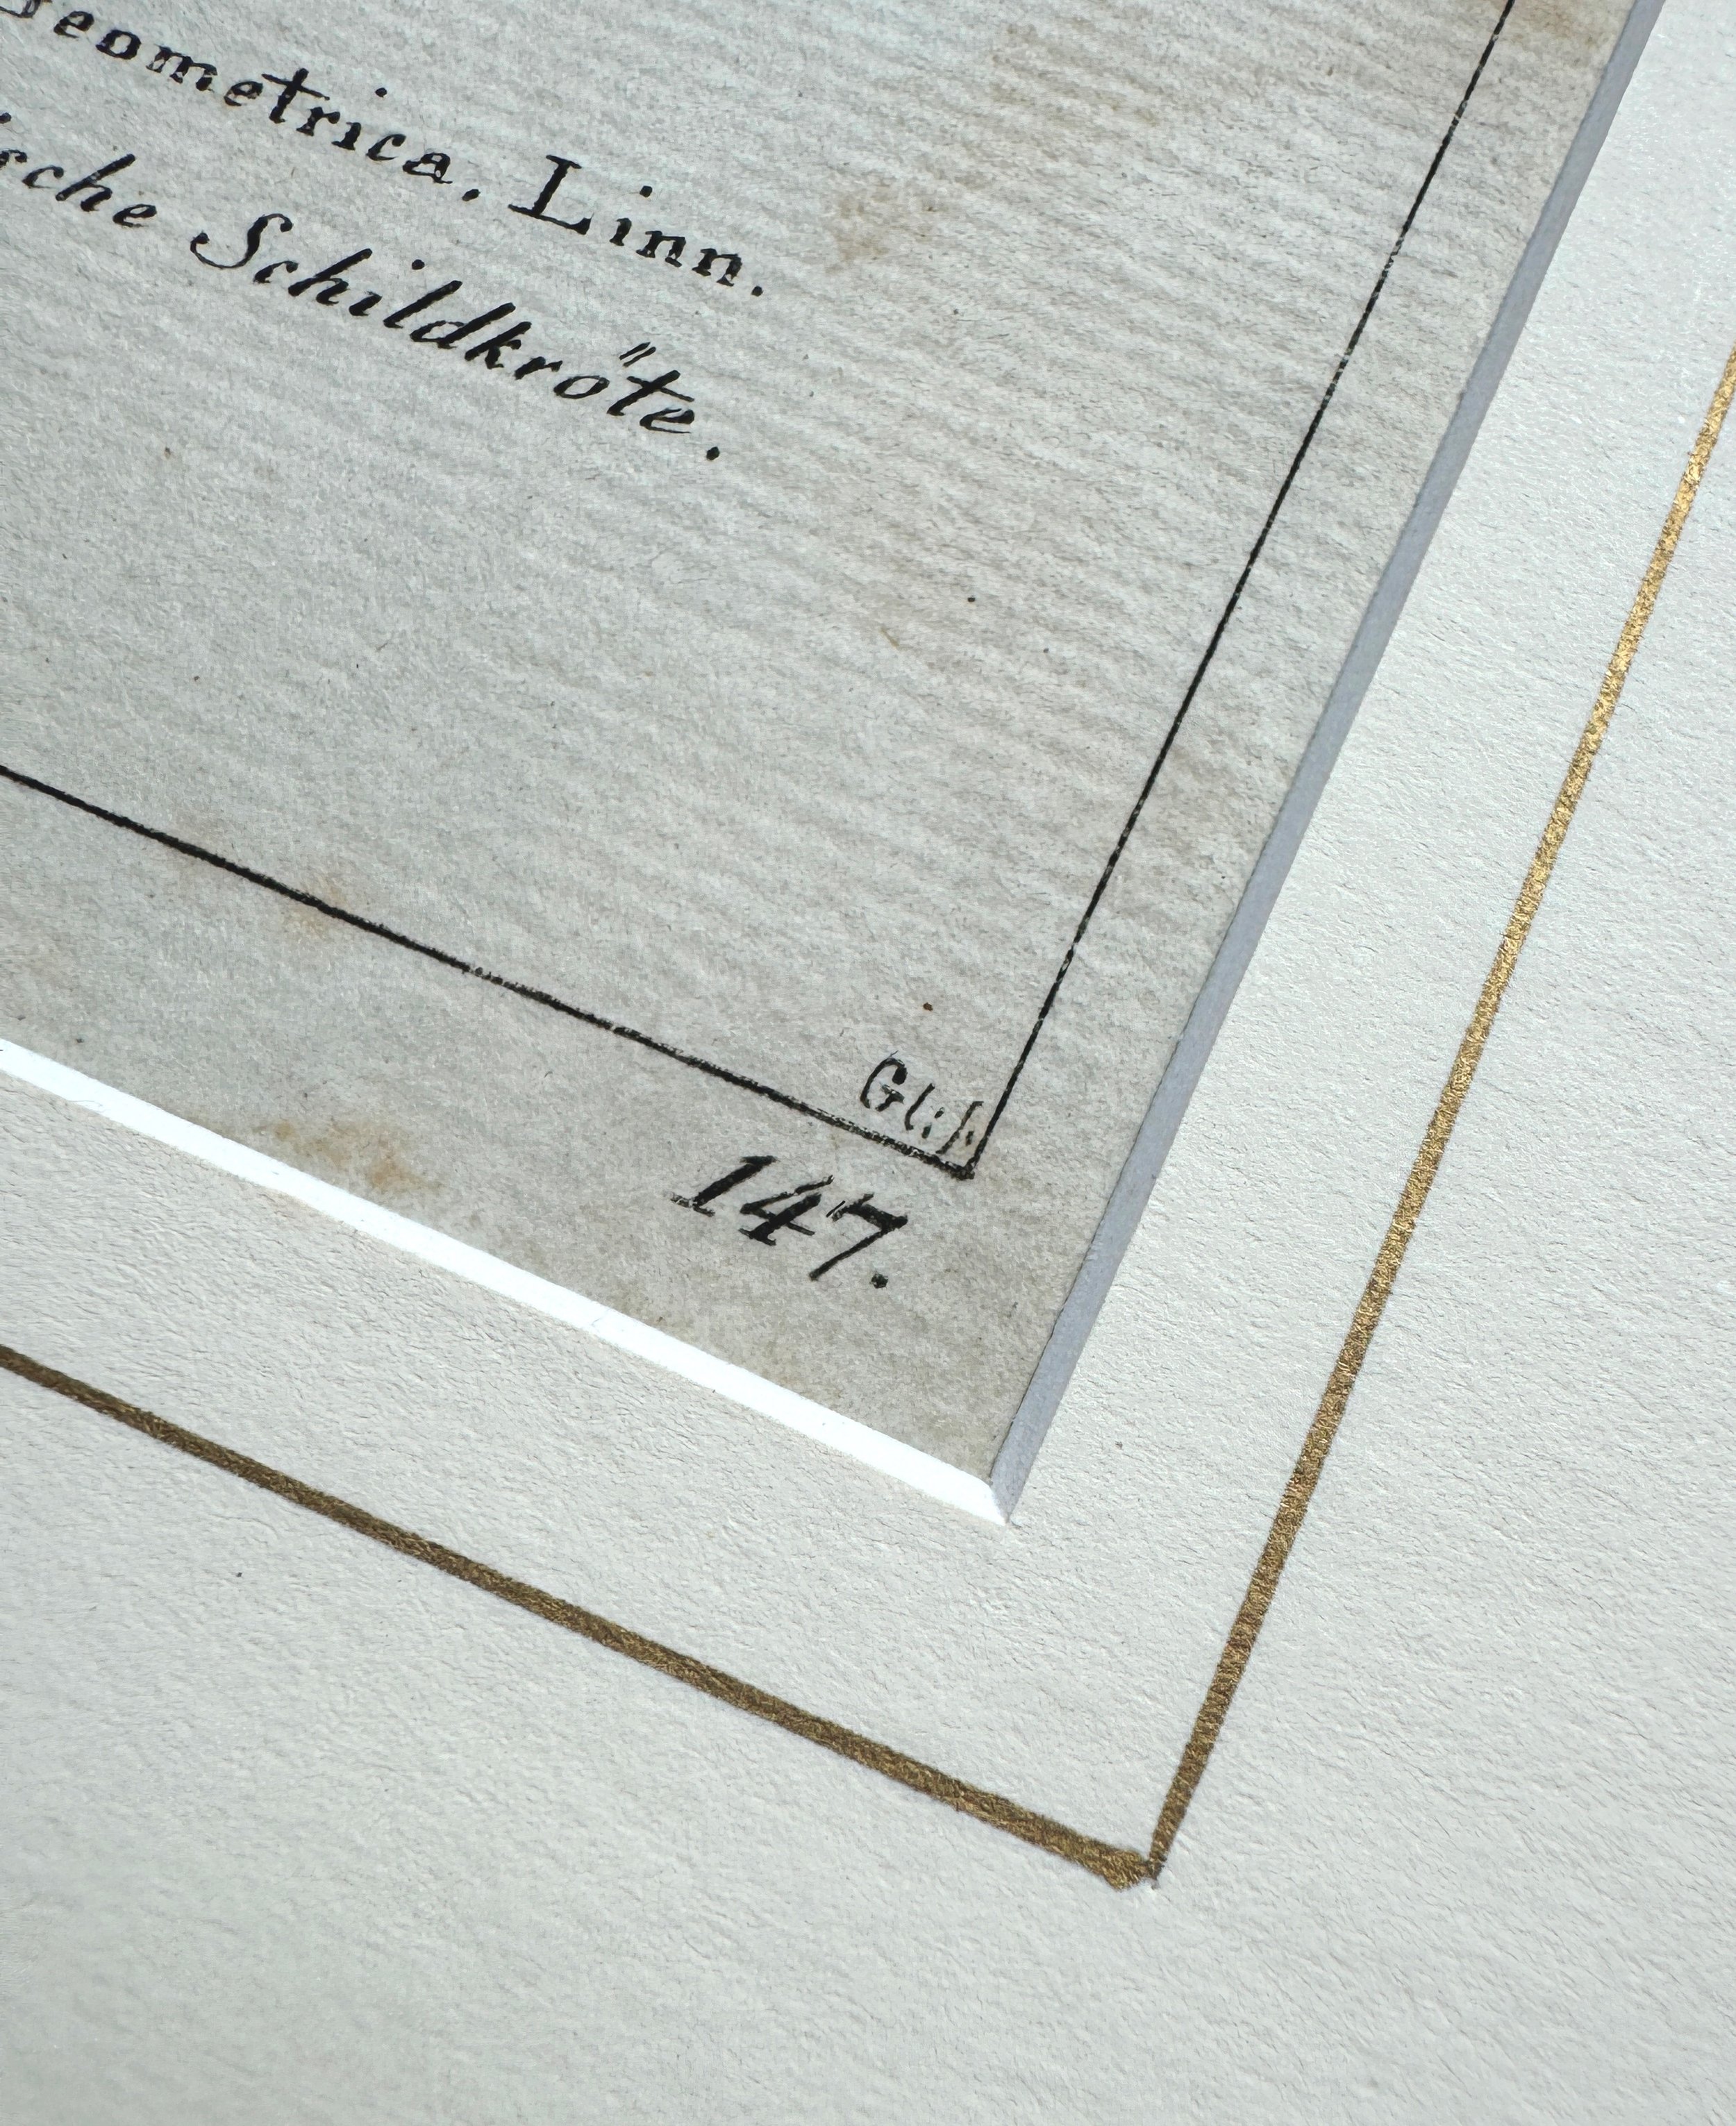 Geometrica. Linn.
sche Schildkröte.
147.